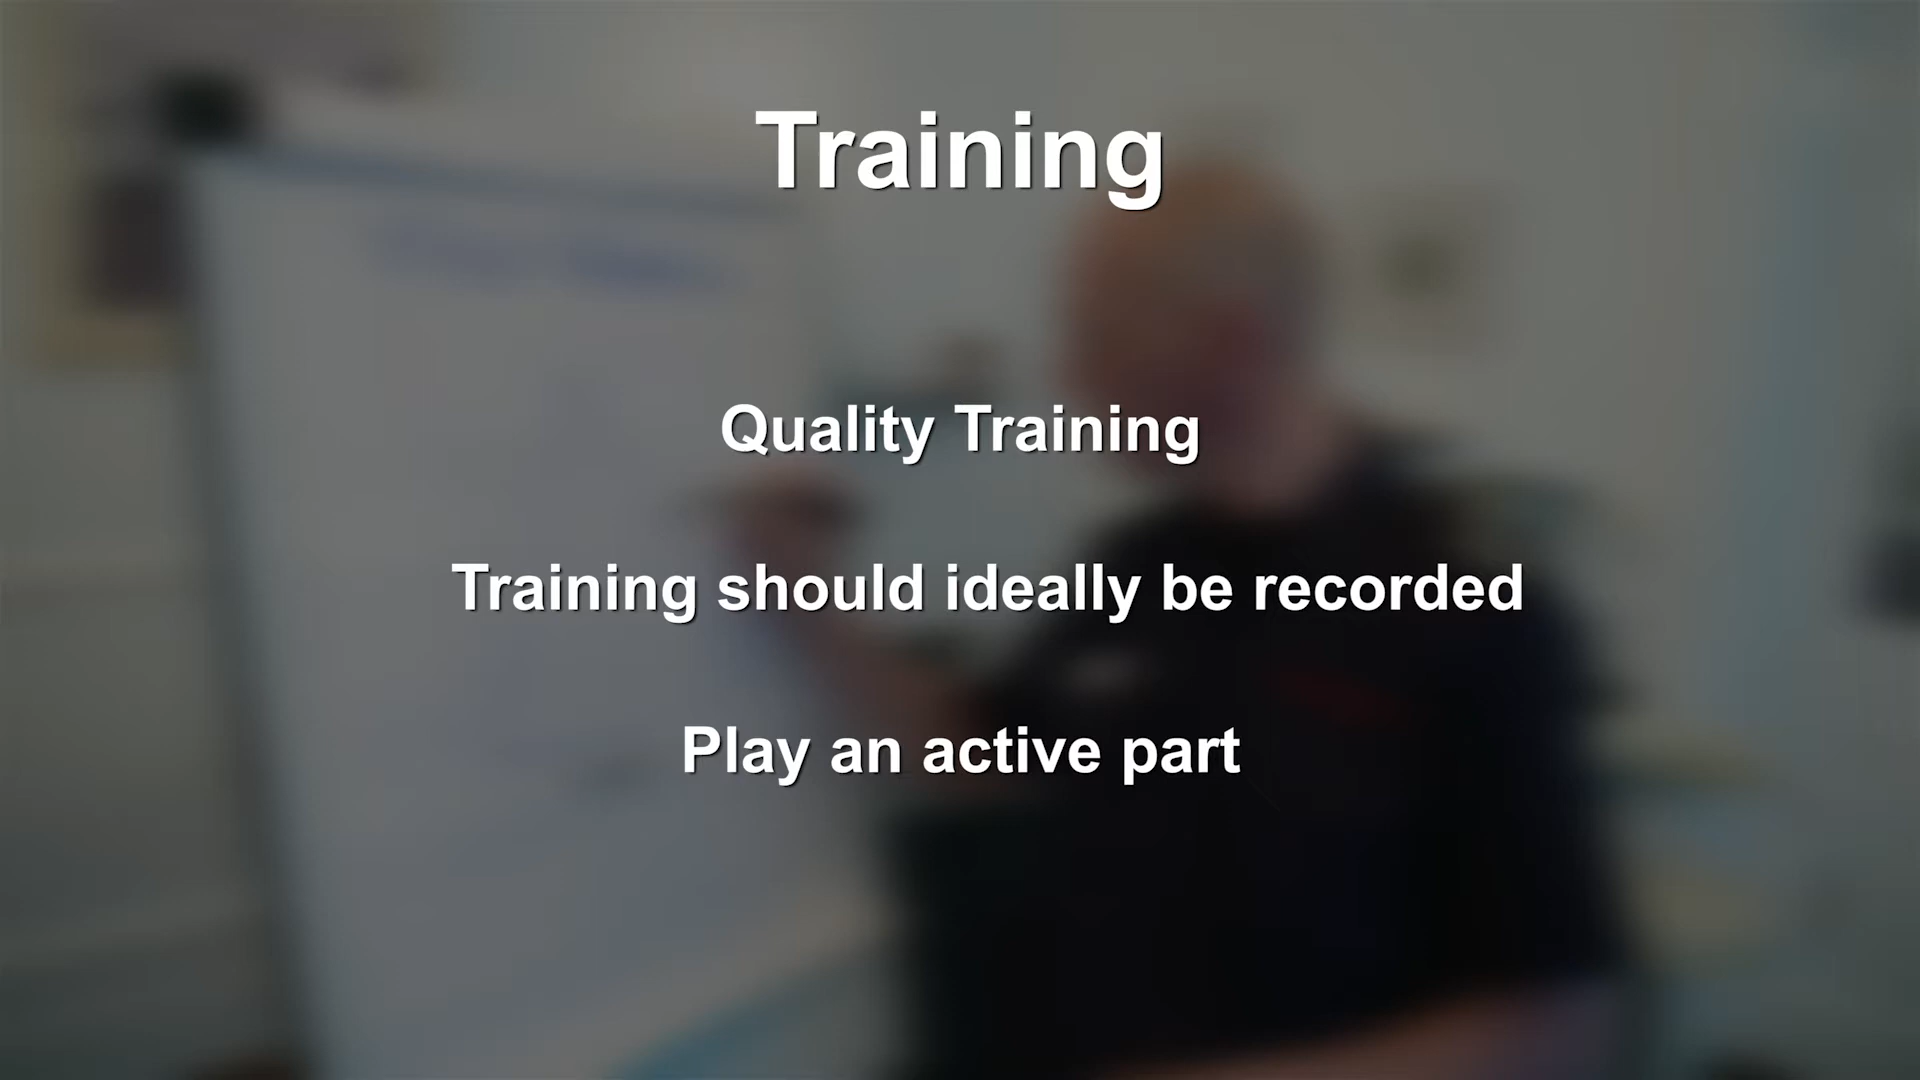 Training
Quality Training
Training should ideally be recorded
Play an active part